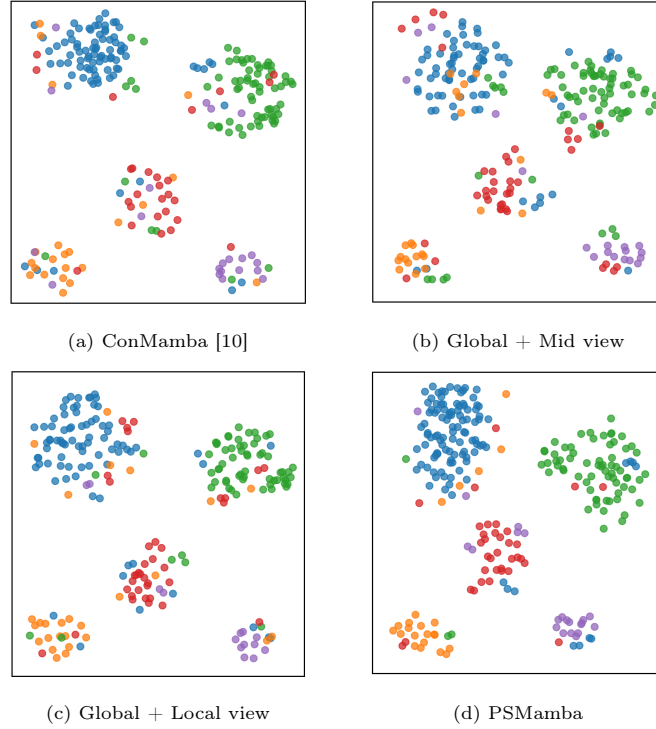 (a) ConMamba [10]
(b) Global + Mid view
(c) Global + Local view
(d) PSMamba